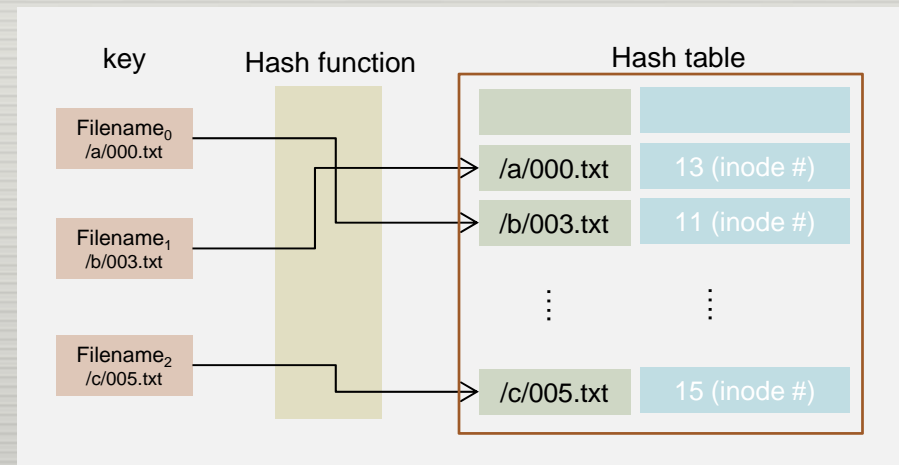 key
Hash function
Hash table
Filename₀
/a/000.txt
Filename₁
/b/003.txt
Filename₂
/c/005.txt
/a/000.txt 13 (inode #)
/b/003.txt 11 (inode #)
⋮ ⋮
/c/005.txt 15 (inode #)